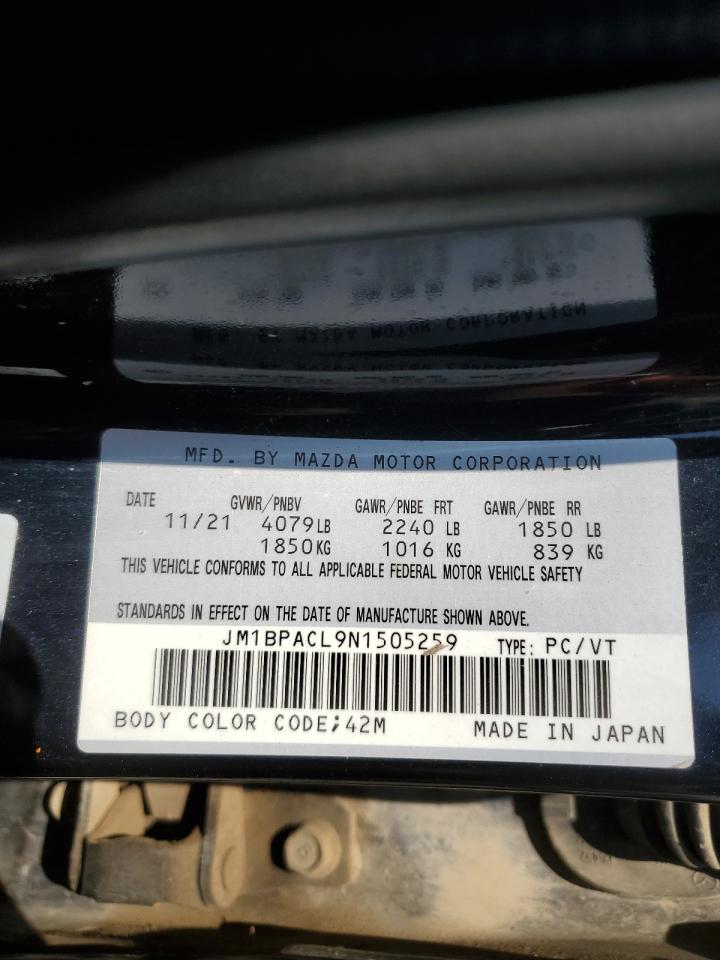 MFD. BY MAZDA MOTOR CORPORATION
DATE GVWR/PNBV GAWR/PNBE FRT GAWR/PNBE RR
11/21 4079LB 2240 LB 1850 LB
1850KG 1016 KG 839 KG
THIS VEHICLE CONFORMS TO ALL APPLICABLE FEDERAL MOTOR VEHICLE SAFETY
STANDARDS IN EFFECT ON THE DATE OF MANUFACTURE SHOWN ABOVE.
JM1BPACL9N1505259 TYPE: PC/VT
BODY COLOR CODE;42M MADE IN JAPAN